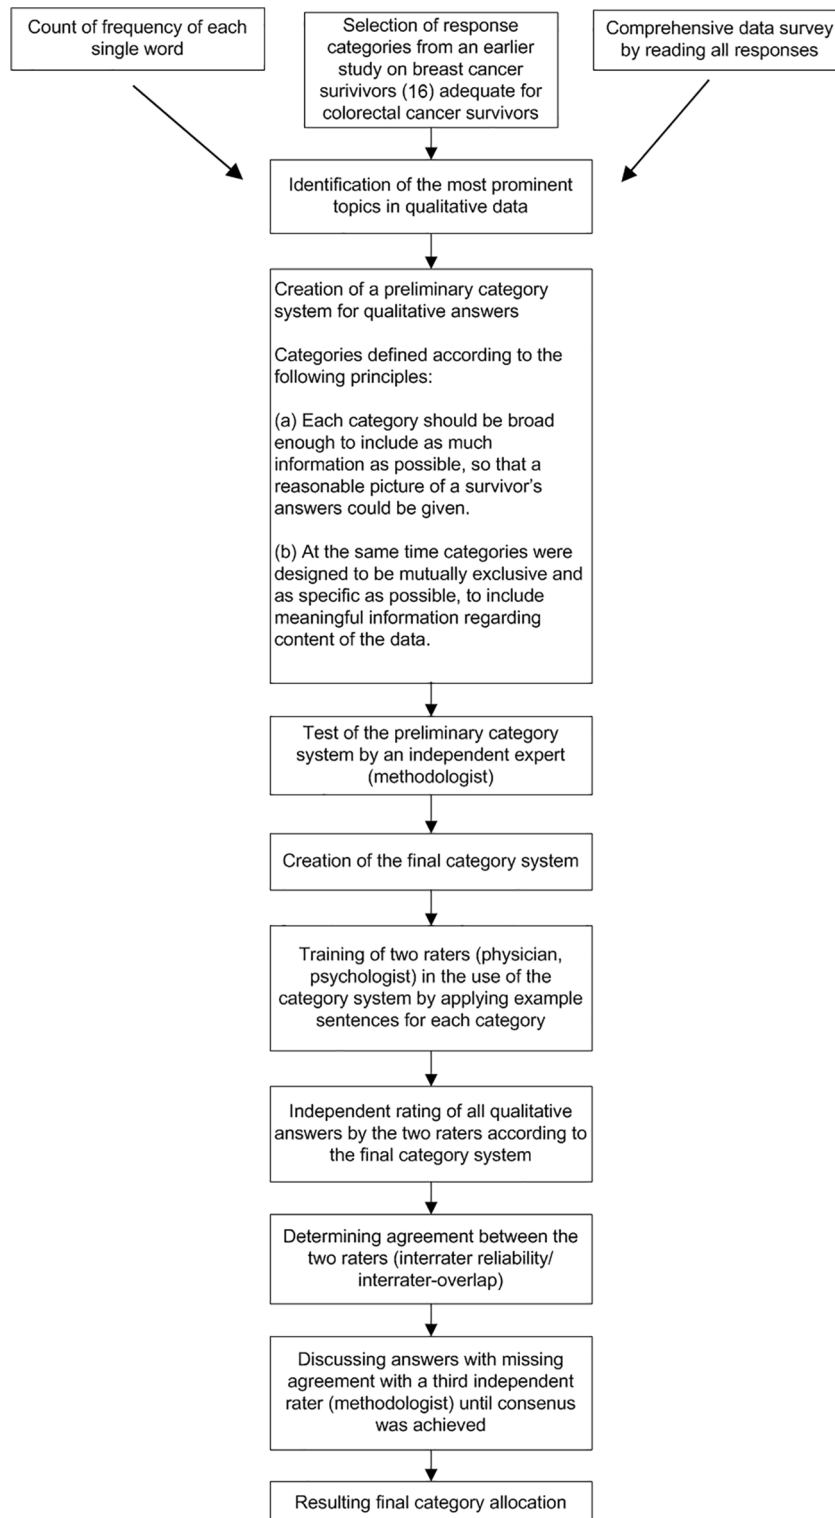 Count of frequency of each
single word
Selection of response
categories from an earlier
study on breast cancer
surivivors (16) adequate for
colorectal cancer survivors
Comprehensive data survey
by reading all responses
Identification of the most prominent
topics in qualitative data
Creation of a preliminary category
system for qualitative answers
Categories defined according to the
following principles:
(a) Each category should be broad
enough to include as much
information as possible, so that a
reasonable picture of a survivor's
answers could be given.
(b) At the same time categories were
designed to be mutually exclusive and
as specific as possible, to include
meaningful information regarding
content of the data.
Test of the preliminary category
system by an independent expert
(methodologist)
Creation of the final category system
Training of two raters (physician,
psychologist) in the use of the
category system by applying example
sentences for each category
Independent rating of all qualitative
answers by the two raters according to
the final category system
Determining agreement between the
two raters (interrater reliability/
interrater-overlap)
Discussing answers with missing
agreement with a third independent
rater (methodologist) until consenus
was achieved
Resulting final category allocation